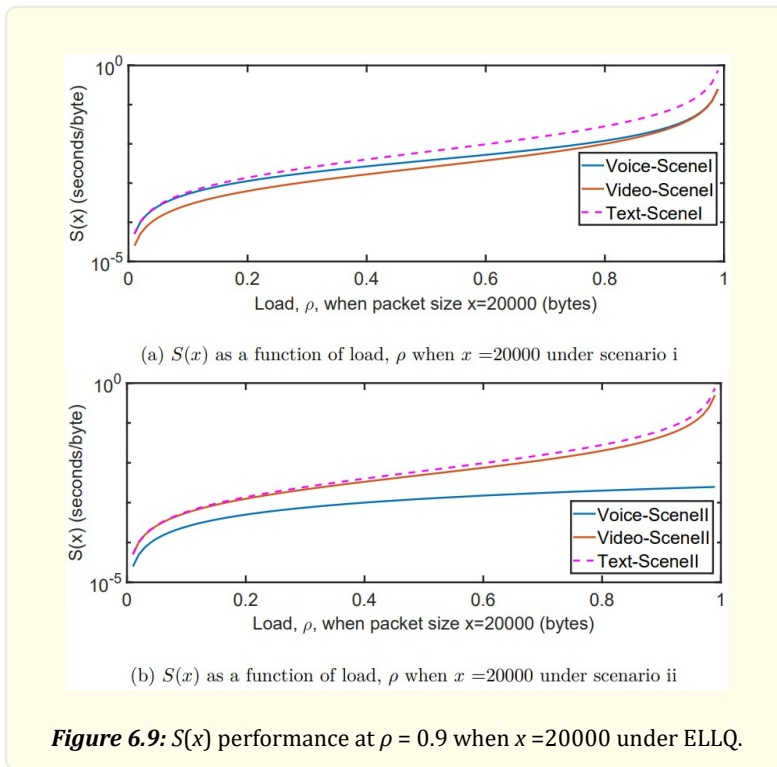 10^0
S(x) (seconds/byte)
10^-5
Voice-SceneI
Video-SceneI
Text-SceneI
0 0.2 0.4 0.6 0.8 1
Load, ρ, when packet size x=20000 (bytes)
(a) S(x) as a function of load, ρ when x =20000 under scenario i
10^0
S(x) (seconds/byte)
10^-5
Voice-SceneII
Video-SceneII
Text-SceneII
0 0.2 0.4 0.6 0.8 1
Load, ρ, when packet size x=20000 (bytes)
(b) S(x) as a function of load, ρ when x =20000 under scenario ii
Figure 6.9: S(x) performance at ρ = 0.9 when x =20000 under ELLQ.